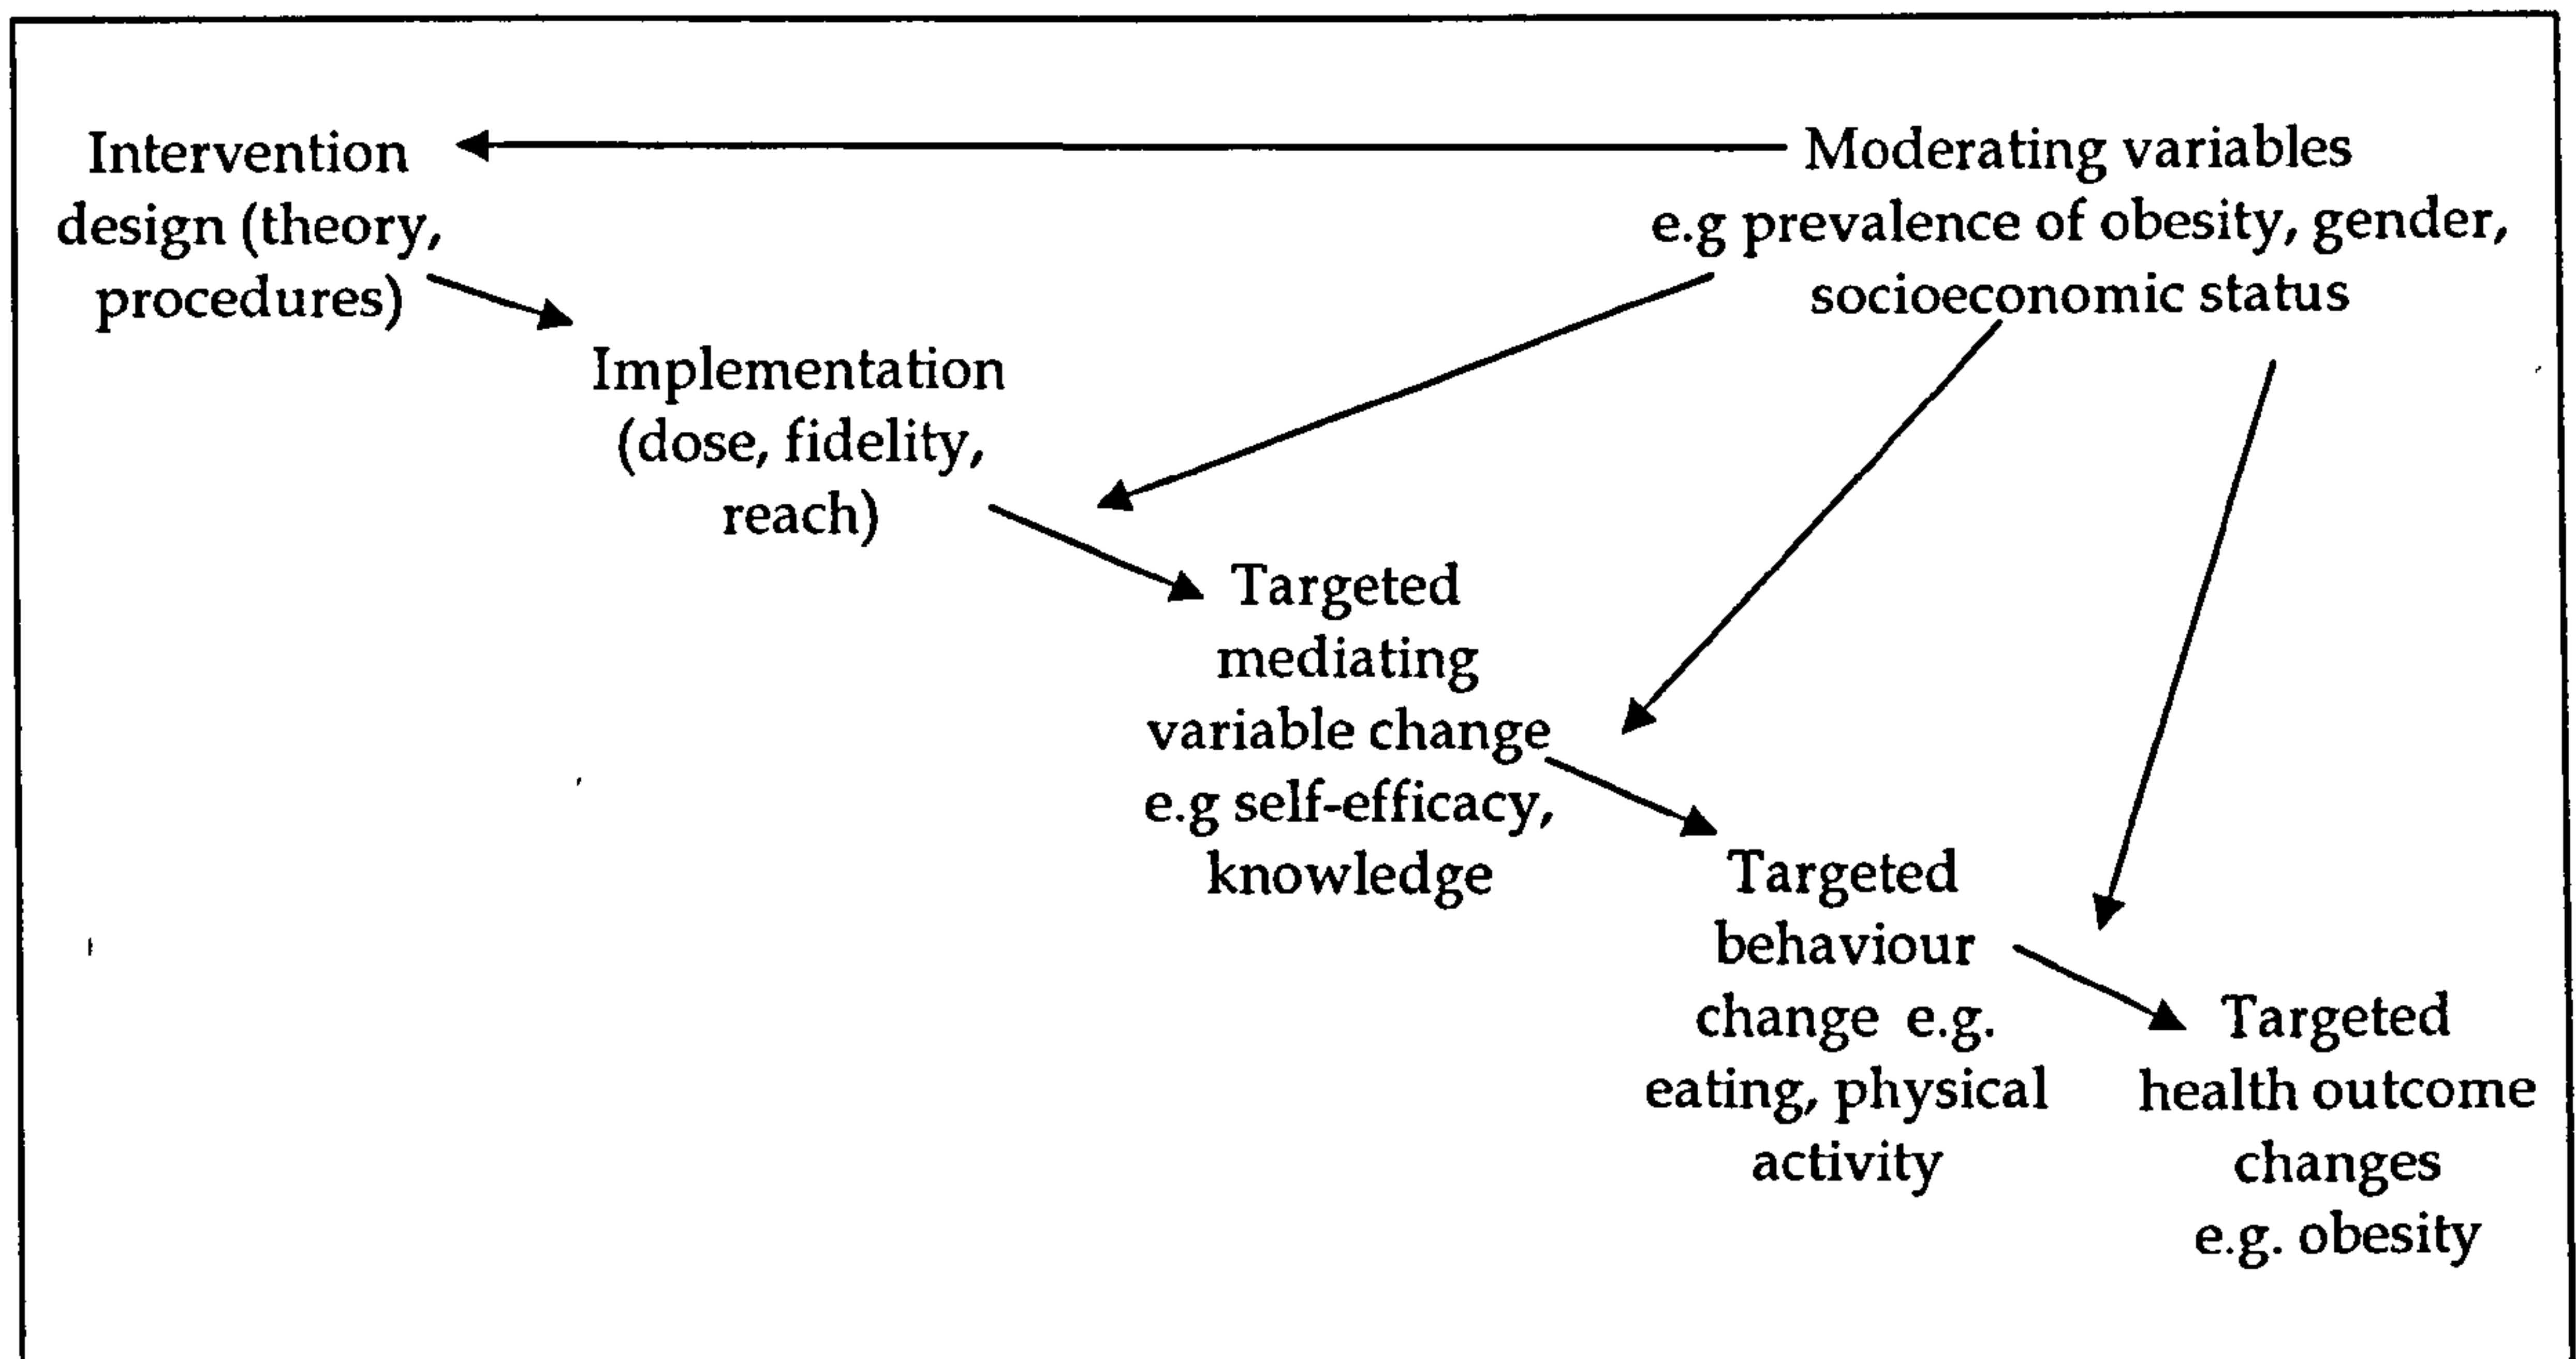 Intervention
design (theory,
procedures)
Moderating variables
e.g prevalence of obesity, gender,
socioeconomic status
Implementation
(dose, fidelity,
reach)
Targeted
mediating
variable change
e.g self-efficacy,
knowledge
Targeted
behaviour
change e.g.
eating, physical
activity
Targeted
health outcome
changes
e.g. obesity